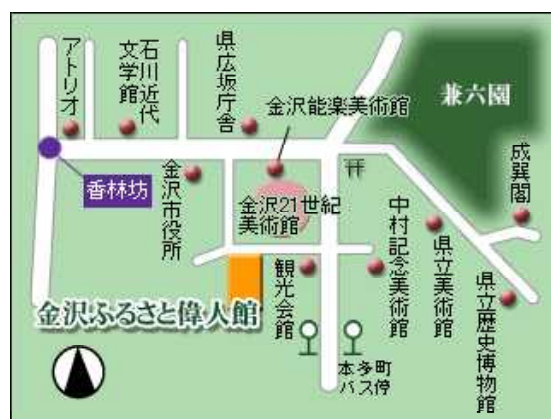 アトリオ
石川近代
文学館
県広坂庁舎
金沢能楽美術館
兼六園
香林坊
金沢市役所
金沢21世紀
美術館
成巽閣
観光会館
中村記念美術館
県立美術館
県立歴史博物館
金沢ふるさと偉人館
本多町
バス停